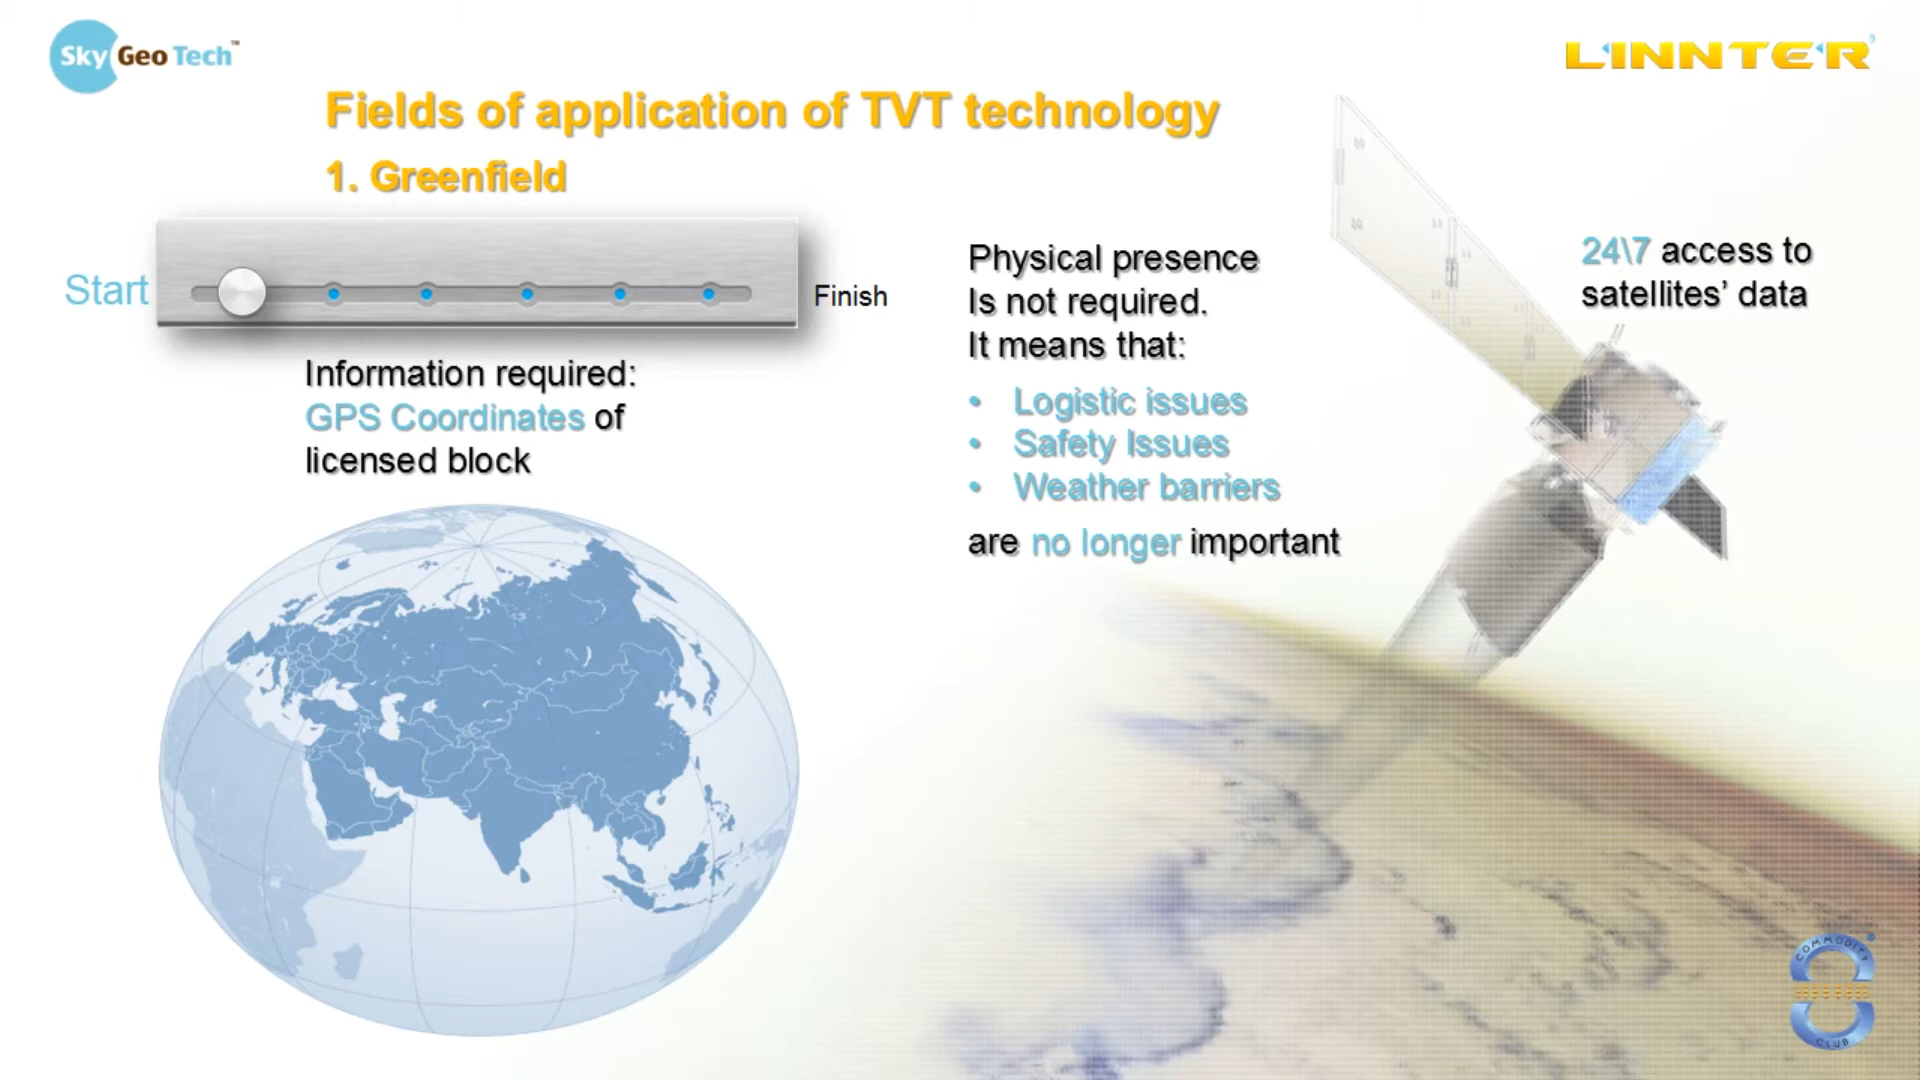 Sky Geo Tech™
LINNTER®
Fields of application of TVT technology
1. Greenfield
Start
Finish
Information required:
GPS Coordinates of
licensed block
Physical presence
Is not required.
It means that:
• Logistic issues
• Safety Issues
• Weather barriers
are no longer important
24\7 access to
satellites’ data
COMMODITY
CLUB